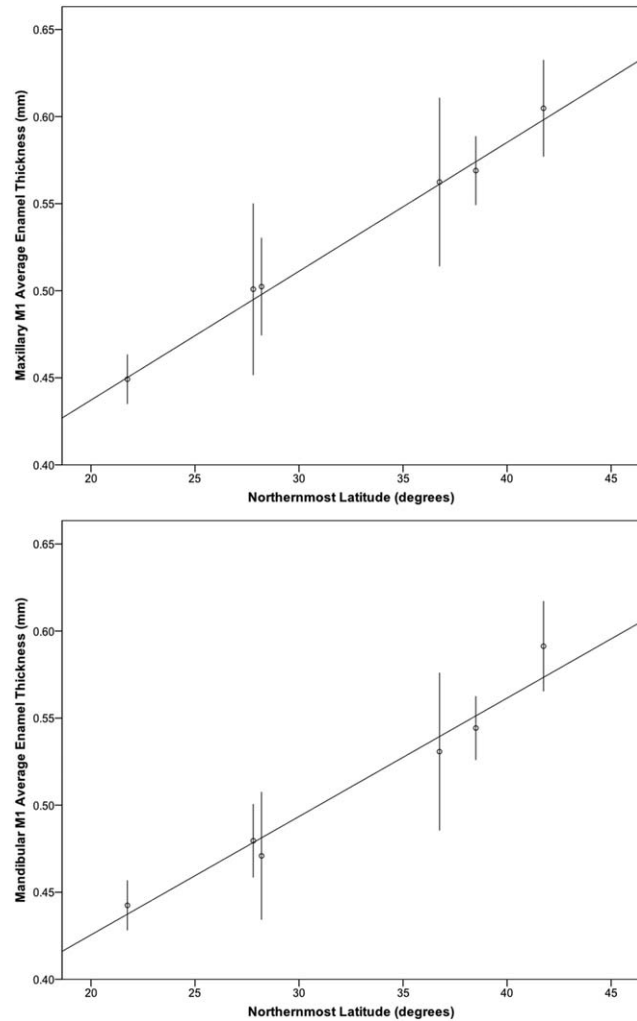 Maxillary M1 Average Enamel Thickness (mm)
0.65
0.60
0.55
0.50
0.45
0.40
20 25 30 35 40 45
Northernmost Latitude (degrees)
Mandibular M1 Average Enamel Thickness (mm)
0.65
0.60
0.55
0.50
0.45
0.40
20 25 30 35 40 45
Northernmost Latitude (degrees)